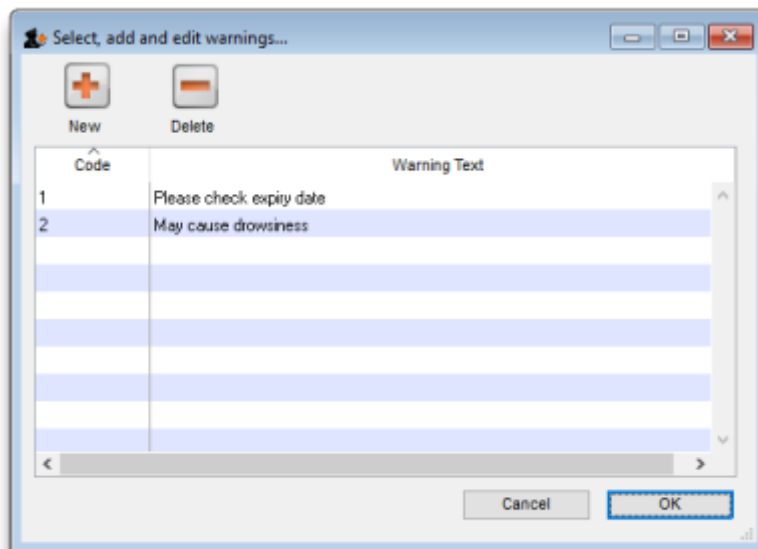 Select, add and edit warnings...
New Delete
Code Warning Text
1 Please check expiry date
2 May cause drowsiness
Cancel OK